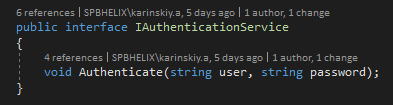 6 references | SPBHELIX\karinskiy.a, 5 days ago | 1 author, 1 change
public interface IAuthenticationService
{
4 references | SPBHELIX\karinskiy.a, 5 days ago | 1 author, 1 change
void Authenticate(string user, string password);
}